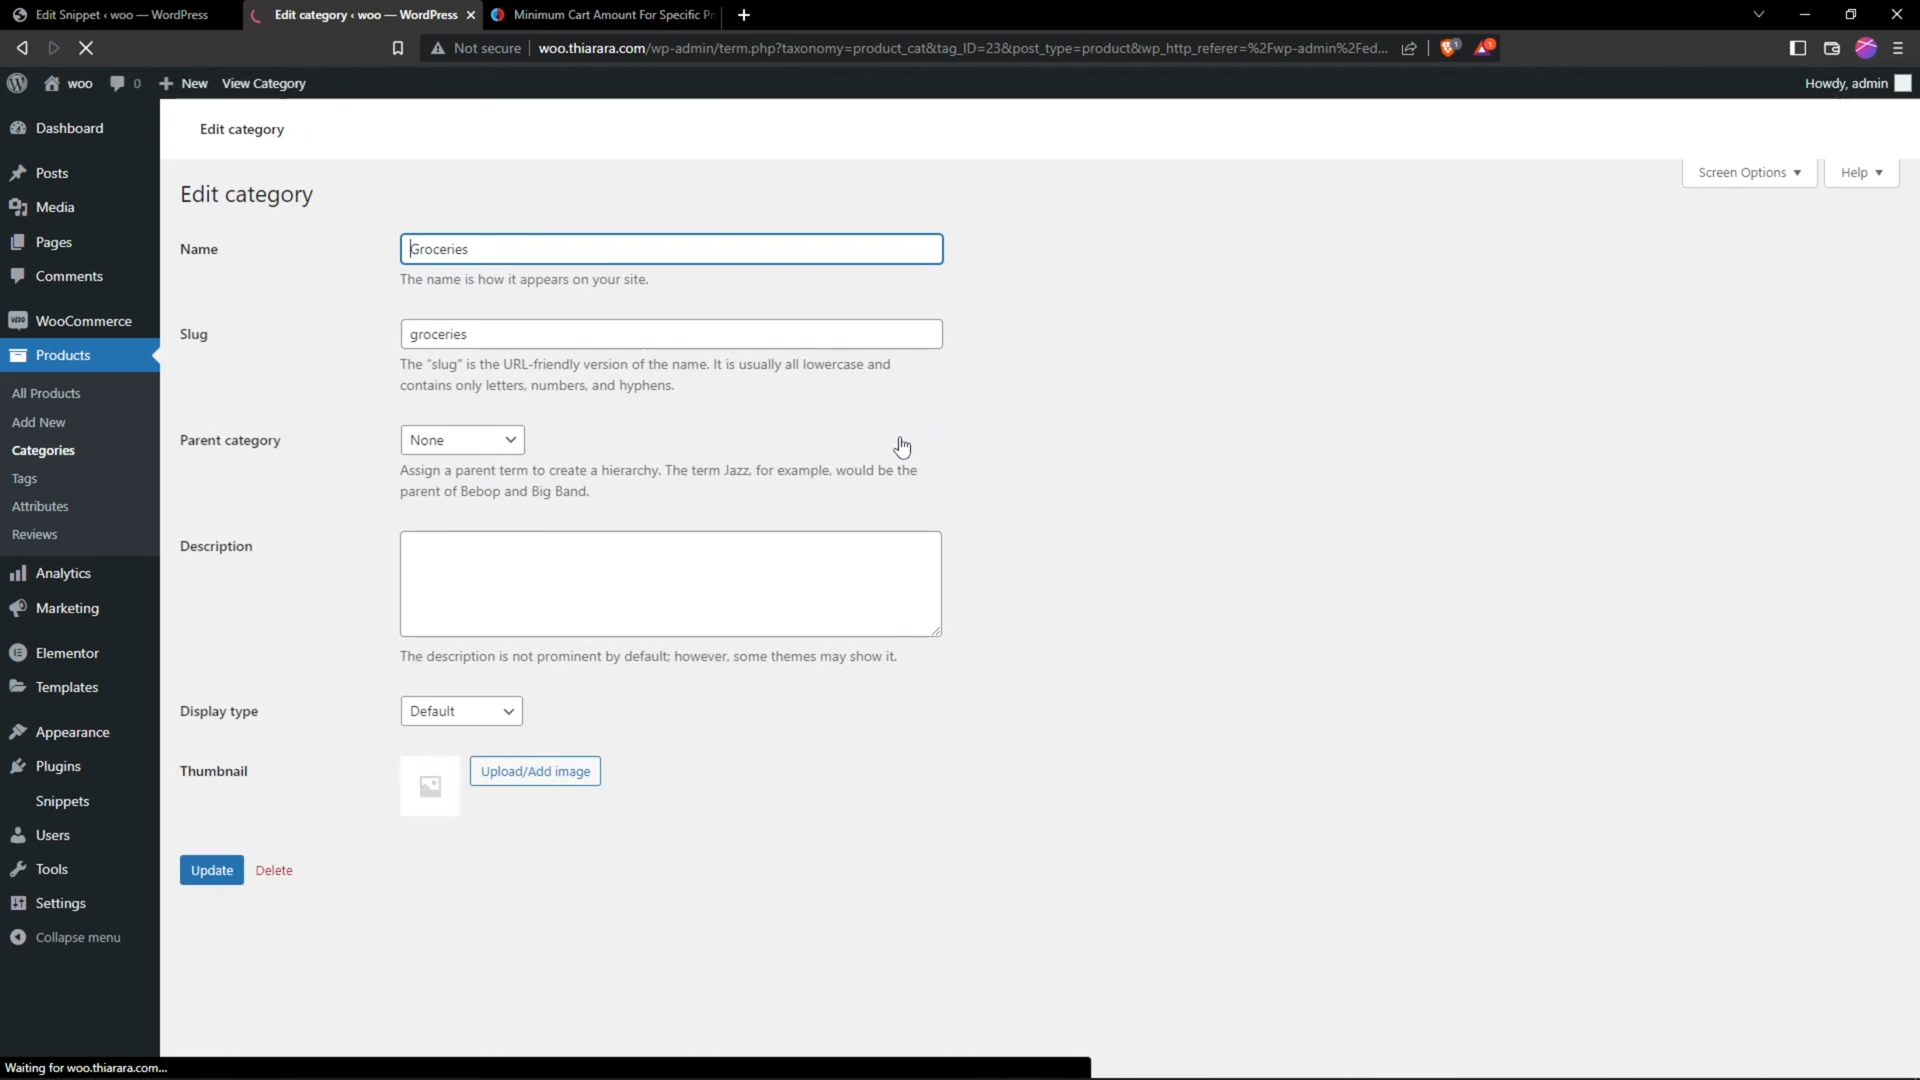 Edit Snippet ‹ woo — WordPress
Edit category ‹ woo — WordPress
Minimum Cart Amount For Specific Pr
Not secure
woo.thiarara.com/wp-admin/term.php?taxonomy=product_cat&tag_ID=23&post_type=product&wp_http_referer=%2Fwp-admin%2Fed...
1
1
woo
0
New
View Category
Howdy, admin
Dashboard
Posts
Media
Pages
Comments
WooCommerce
Products
All Products
Add New
Categories
Tags
Attributes
Reviews
Analytics
Marketing
Elementor
Templates
Appearance
Plugins
Snippets
Users
Tools
Settings
Collapse menu
Edit category
Screen Options
Help
Edit category
Name
Groceries
The name is how it appears on your site.
Slug
groceries
The “slug” is the URL-friendly version of the name. It is usually all lowercase and
contains only letters, numbers, and hyphens.
Parent category
None
Assign a parent term to create a hierarchy. The term Jazz, for example, would be the
parent of Bebop and Big Band.
Description
The description is not prominent by default; however, some themes may show it.
Display type
Default
Thumbnail
Upload/Add image
Update
Delete
Waiting for woo.thiarara.com...